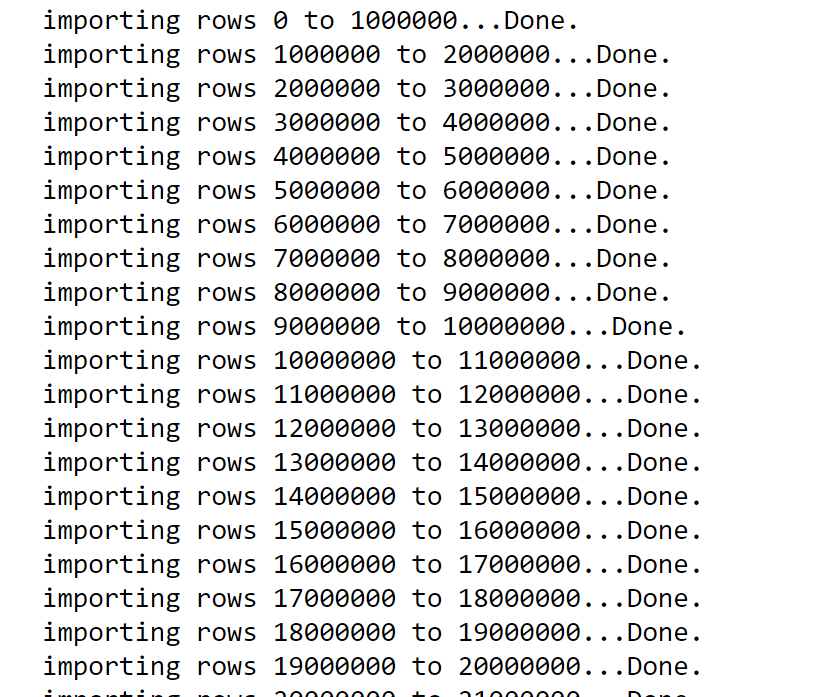 importing rows 0 to 1000000...Done.
importing rows 1000000 to 2000000...Done.
importing rows 2000000 to 3000000...Done.
importing rows 3000000 to 4000000...Done.
importing rows 4000000 to 5000000...Done.
importing rows 5000000 to 6000000...Done.
importing rows 6000000 to 7000000...Done.
importing rows 7000000 to 8000000...Done.
importing rows 8000000 to 9000000...Done.
importing rows 9000000 to 10000000...Done.
importing rows 10000000 to 11000000...Done.
importing rows 11000000 to 12000000...Done.
importing rows 12000000 to 13000000...Done.
importing rows 13000000 to 14000000...Done.
importing rows 14000000 to 15000000...Done.
importing rows 15000000 to 16000000...Done.
importing rows 16000000 to 17000000...Done.
importing rows 17000000 to 18000000...Done.
importing rows 18000000 to 19000000...Done.
importing rows 19000000 to 20000000...Done.
importing rows 20000000 to 21000000...Done.